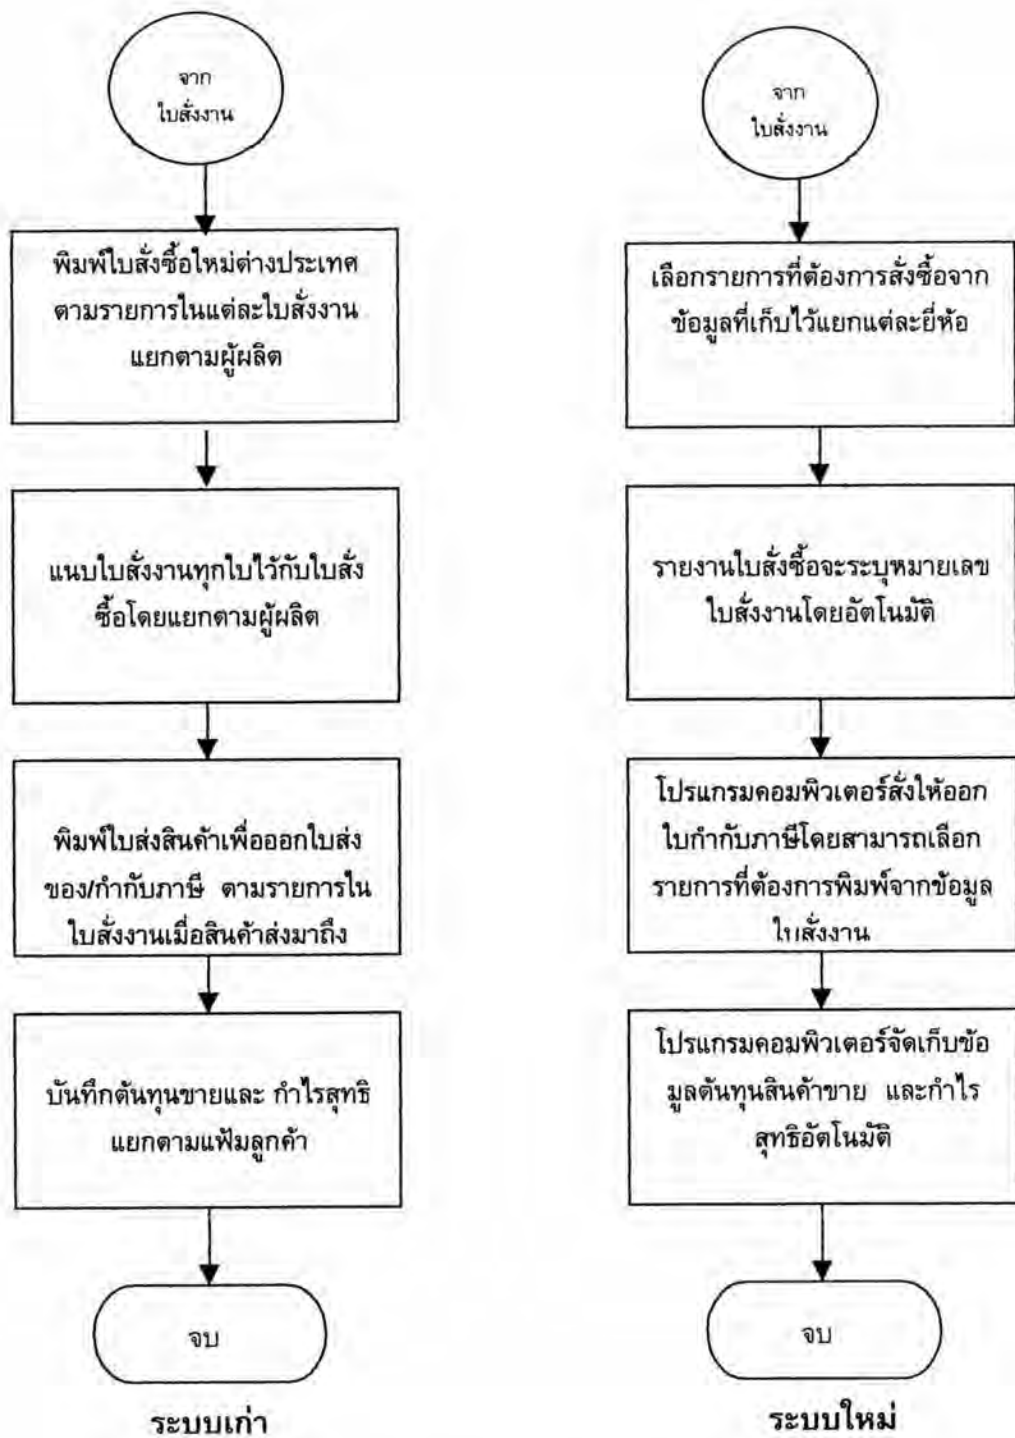 จาก
ใบสั่งงาน
พิมพ์ใบสั่งซื้อใหม่ต่างประเทศ
ตามรายการในแต่ละใบสั่งงาน
แยกตามผู้ผลิต
แนบใบสั่งงานทุกใบไว้กับใบสั่ง
ซื้อโดยแยกตามผู้ผลิต
พิมพ์ใบส่งสินค้าเพื่อออกใบส่ง
ของ/กำกับภาษี ตามรายการใน
ใบสั่งงานเมื่อสินค้าส่งมาถึง
บันทึกต้นทุนขายและ กำไรสุทธิ
แยกตามแฟ้มลูกค้า
จบ
ระบบเก่า
จาก
ใบสั่งงาน
เลือกรายการที่ต้องการสั่งซื้อจาก
ข้อมูลที่เก็บไว้แยกแต่ละยี่ห้อ
รายงานใบสั่งซื้อจะระบุหมายเลข
ใบสั่งงานโดยอัตโนมัติ
โปรแกรมคอมพิวเตอร์สั่งให้ออก
ใบกำกับภาษีโดยสามารถเลือก
รายการที่ต้องการพิมพ์จากข้อมูล
ใบสั่งงาน
โปรแกรมคอมพิวเตอร์จัดเก็บข้อ
มูลต้นทุนสินค้าขาย และกำไร
สุทธิอัตโนมัติ
จบ
ระบบใหม่